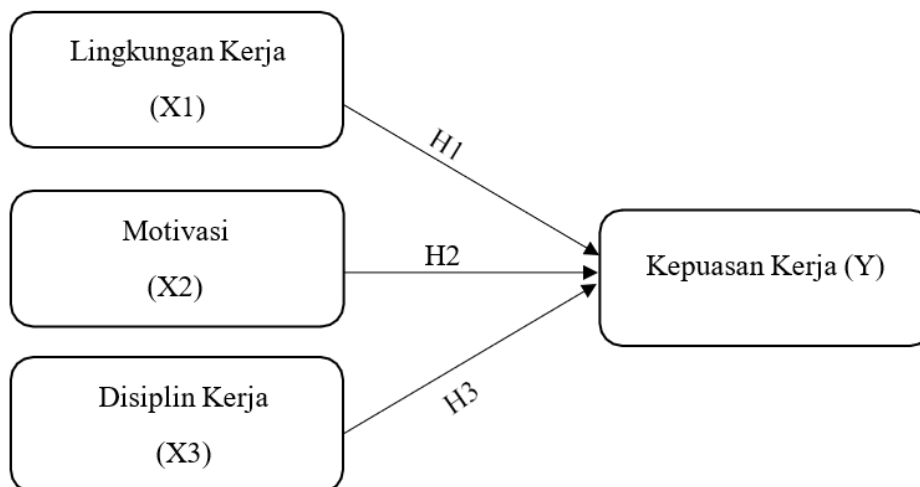 Lingkungan Kerja
(X1)
H1
Motivasi
(X2)
H2
Kepuasan Kerja (Y)
Disiplin Kerja
(X3)
H3